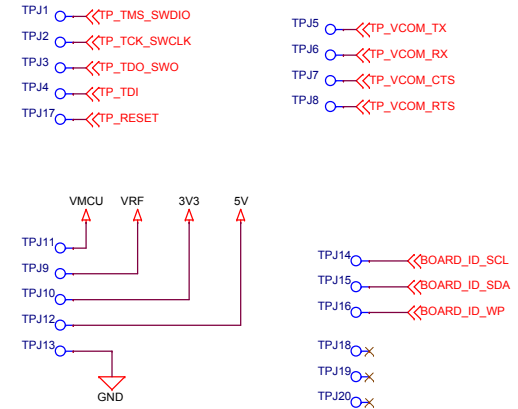 TPJ1 TP_TMS_SWDIO
TPJ2 TP_TCK_SWCLK
TPJ3 TP_TDO_SWO
TPJ4 TP_TDI
TPJ17 TP_RESET
TPJ5 TP_VCOM_TX
TPJ6 TP_VCOM_RX
TPJ7 TP_VCOM_CTS
TPJ8 TP_VCOM_RTS
VMCU VRF 3V3 5V
TPJ11
TPJ9
TPJ10
TPJ12
TPJ13
GND
TPJ14 BOARD_ID_SCL
TPJ15 BOARD_ID_SDA
TPJ16 BOARD_ID_WP
TPJ18
TPJ19
TPJ20